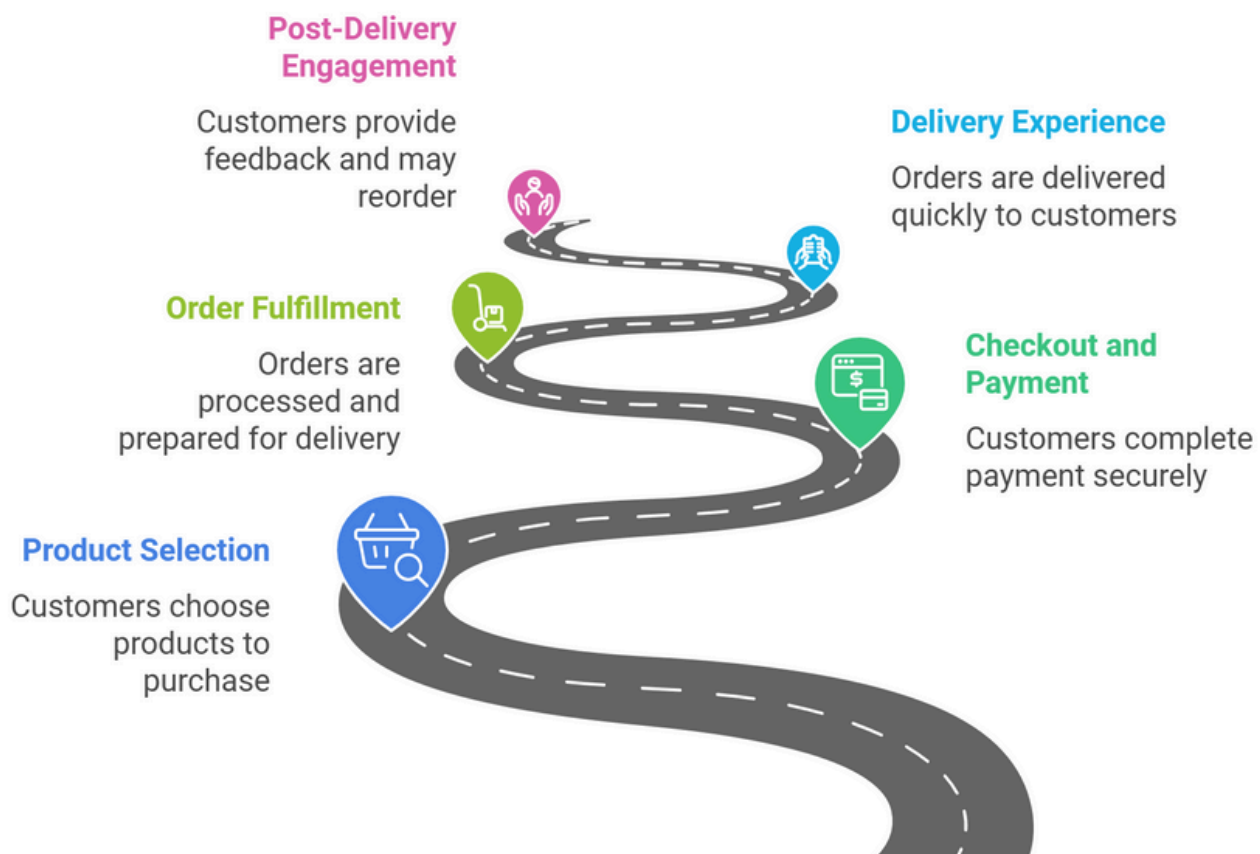 Post-Delivery
Engagement
Customers provide
feedback and may
reorder
Delivery Experience
Orders are delivered
quickly to customers
Order Fulfillment
Orders are
processed and
prepared for delivery
Checkout and
Payment
Customers complete
payment securely
$
Product Selection
Customers choose
products to
purchase